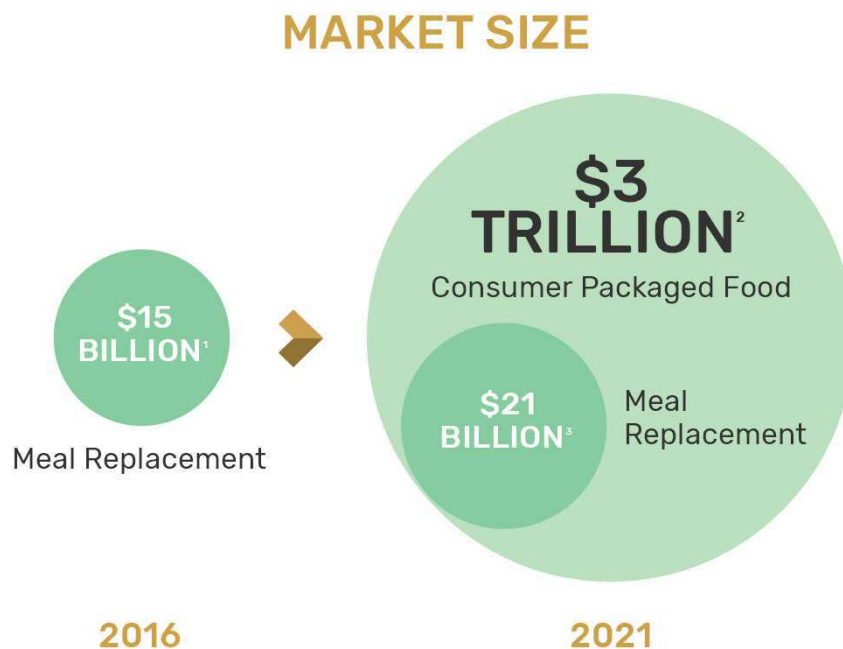 MARKET SIZE
$15
BILLION¹
Meal Replacement
$3
TRILLION²
Consumer Packaged Food
$21
BILLION³
Meal
Replacement
2016
2021